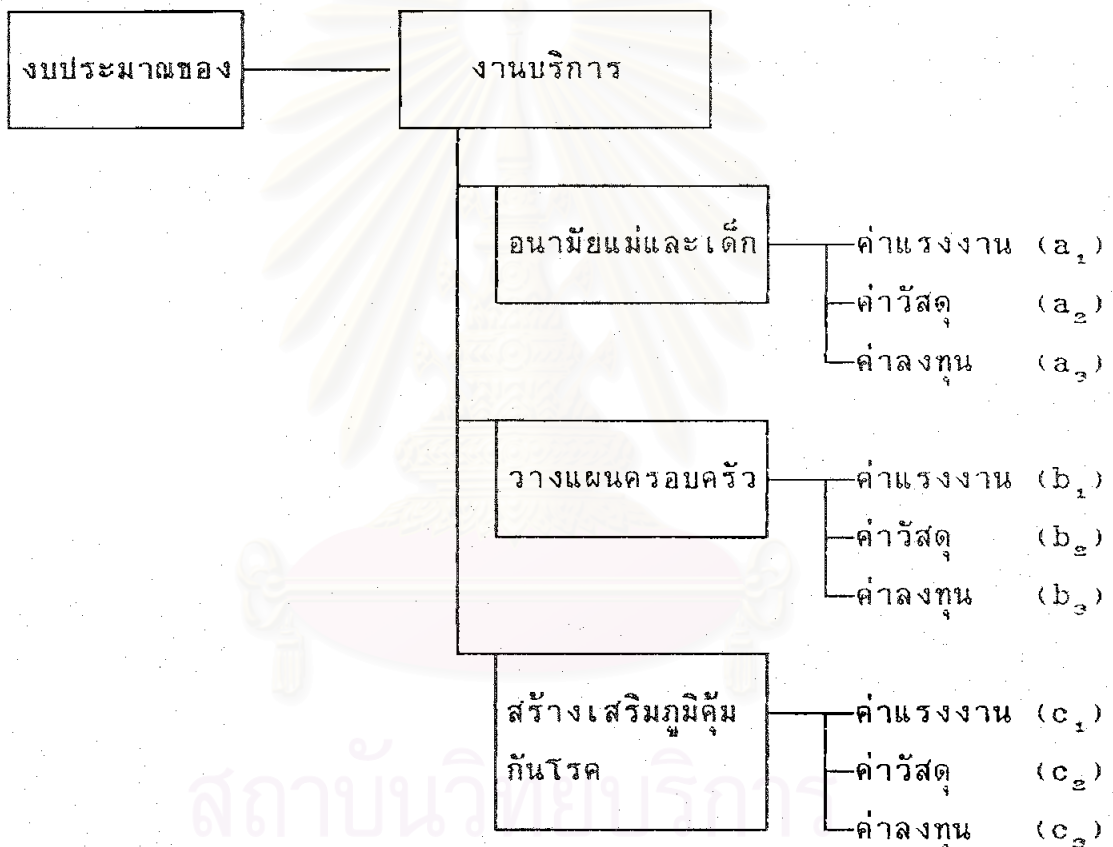 งบประมาณของ
งานบริการ
อนามัยแม่และเด็ก
ค่าแรงงาน (a₁)
ค่าวัสดุ (a₂)
ค่าลงทุน (a₃)
วางแผนครอบครัว
ค่าแรงงาน (b₁)
ค่าวัสดุ (b₂)
ค่าลงทุน (b₃)
สร้างเสริมภูมิคุ้ม
กันโรค
ค่าแรงงาน (c₁)
ค่าวัสดุ (c₂)
ค่าลงทุน (c₃)
สถาบันวิทยบริการ